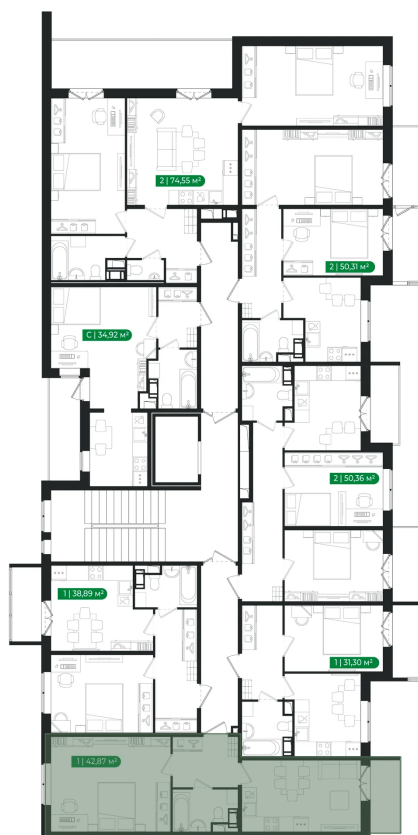 2 | 74,55 м²
2 | 50,31 м²
С | 34,92 м²
2 | 50,36 м²
1 | 38,89 м²
1 | 31,30 м²
1 | 42,87 м²